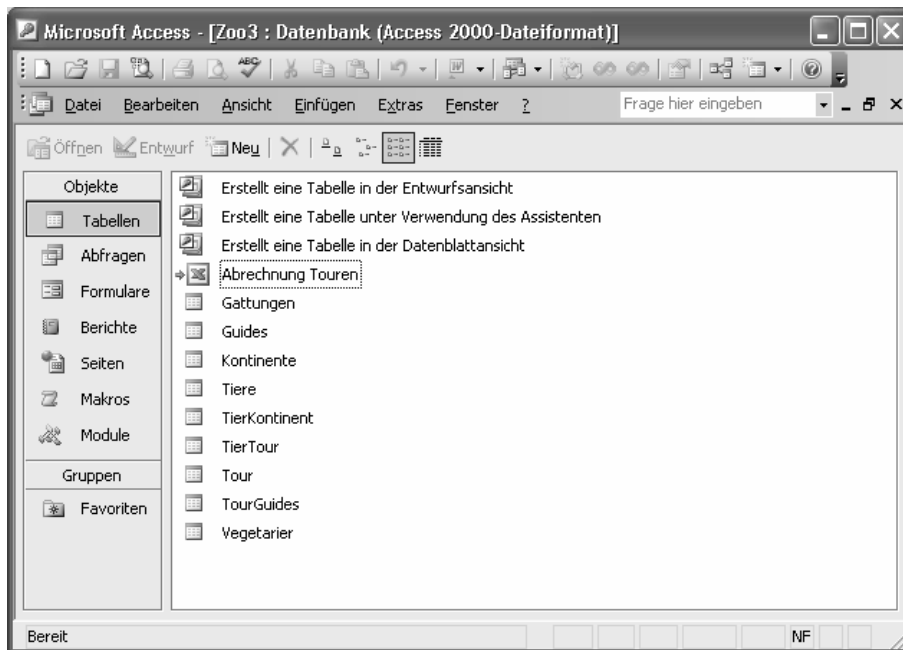 Microsoft Access - [Zoo3 : Datenbank (Access 2000-Dateiformat)]
Datei Bearbeiten Ansicht Einfügen Extras Fenster ? Frage hier eingeben
Öffnen Entwurf Neu
Objekte
Tabellen
Abfragen
Formulare
Berichte
Seiten
Makros
Module
Gruppen
Favoriten
Erstellt eine Tabelle in der Entwurfsansicht
Erstellt eine Tabelle unter Verwendung des Assistenten
Erstellt eine Tabelle in der Datenblattansicht
Abrechnung Touren
Gattungen
Guides
Kontinente
Tiere
TierKontinent
TierTour
Tour
TourGuides
Vegetarier
Bereit NF